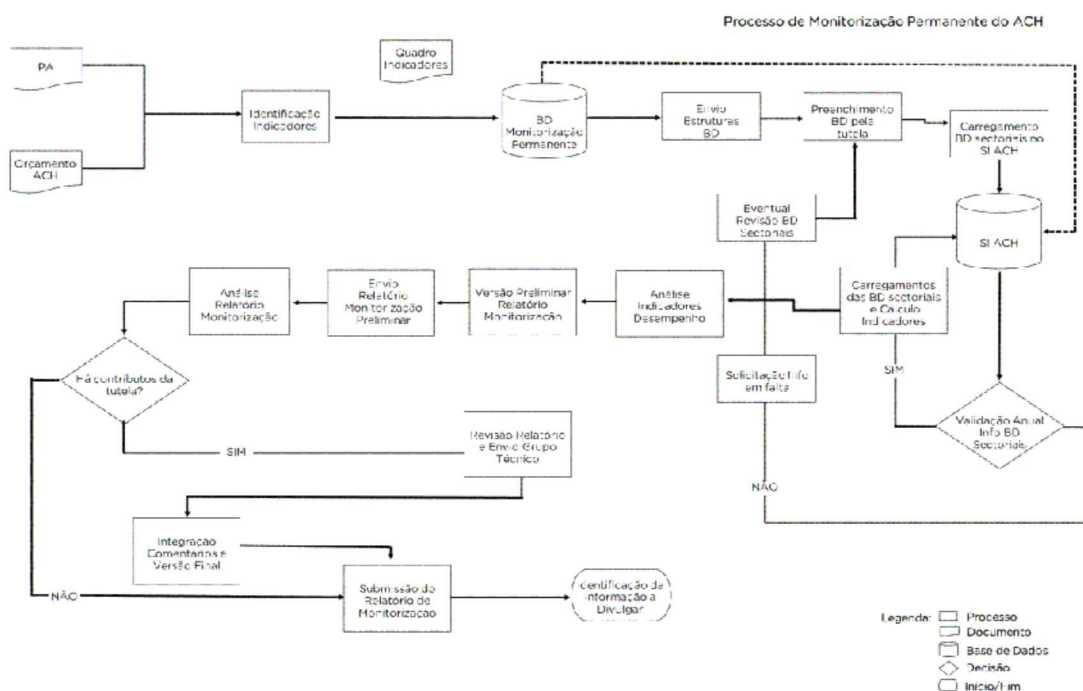 Processo de Monitorização Permanente do ACH
PA
Orçamento
ACH
Identificação
Indicadores
Quadro
Indicadores
BD
Monitorização
Permanente
Envio
Estruturas
BD
Preenchimento
BD pela
tutela
Carregamento
BD sectoriais no
SI ACH
SI ACH
Eventual
Revisão BD
Sectoriais
Carregamentos
das BD sectoriais
e Calculo
Indicadores
Análise
Indicadores
Desempenho
Versão Preliminar
Relatório
Monitorização
Envio
Relatório
Monitorização
Preliminar
Análise
Relatório
Monitorização
Há contributos da
tutela?
SIM
Solicitação Info
em falta
Validação Anual
Info BD
Sectoriais
SIM
NÃO
Revisão Relatório
e Envio Grupo
Técnico
Integração
Comentarios e
Versão Final
NÃO
Submissão do
Relatório de
Monitorização
dentificação da
Informação a
Divulgar
Legenda:
Processo
Documento
Base de Dados
Decisão
Início/Fim